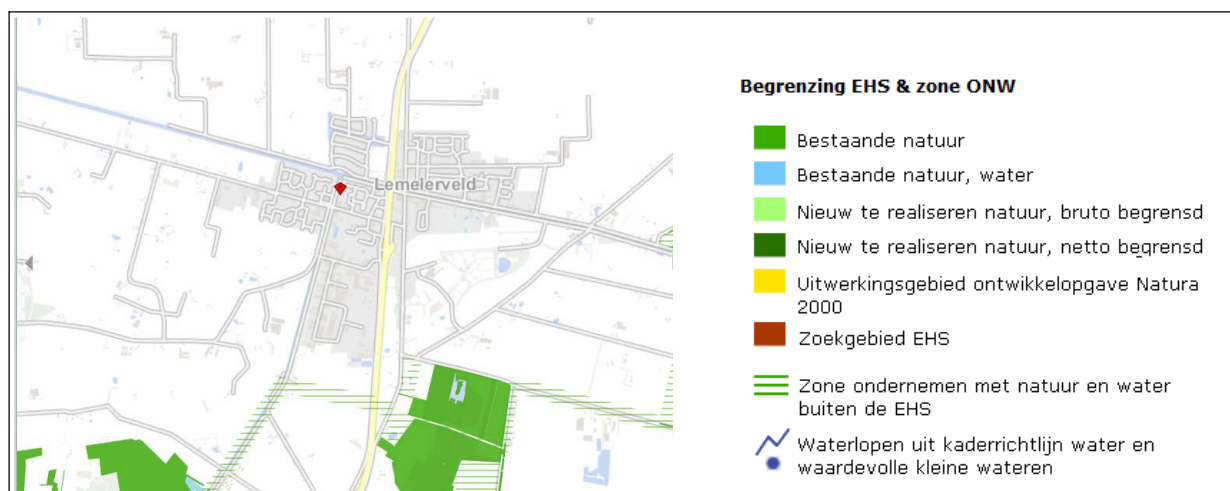 Lemelerveld
Begrenzing EHS & zone ONW
Bestaande natuur
Bestaande natuur, water
Nieuw te realiseren natuur, bruto begrensd
Nieuw te realiseren natuur, netto begrensd
Uitwerkingsgebied ontwikkelopgave Natura
2000
Zoekgebied EHS
Zone ondernemen met natuur en water
buiten de EHS
Waterlopen uit kaderrichtlijn water en
waardevolle kleine wateren